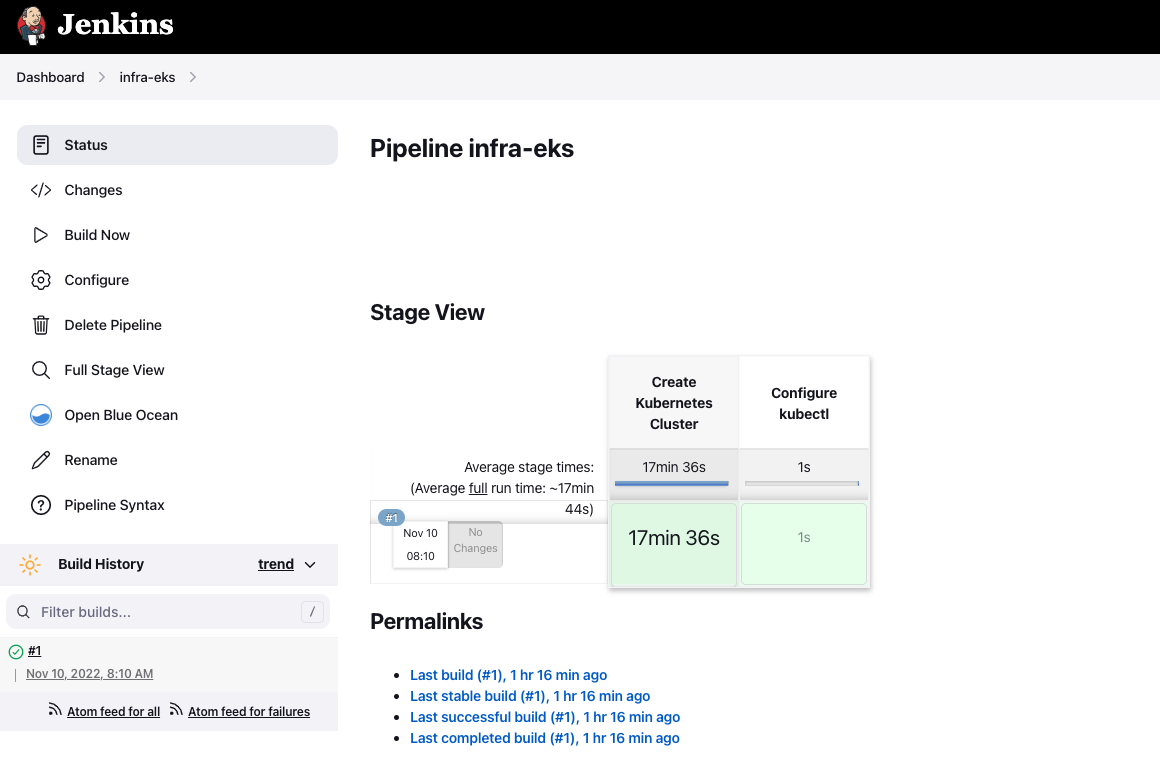 Jenkins
Dashboard
infra-eks
Status
Changes
Build Now
Configure
Delete Pipeline
Full Stage View
Open Blue Ocean
Rename
Pipeline Syntax
Build History
trend
Filter builds...
/
#1
Nov 10, 2022, 8:10 AM
Atom feed for all
Atom feed for failures
Pipeline infra-eks
Stage View
Create
Kubernetes
Cluster
Configure
kubectl
Average stage times:
(Average full run time: ~17min
44s)
17min 36s
1s
#1
Nov 10
08:10
No
Changes
17min 36s
1s
Permalinks
Last build (#1), 1 hr 16 min ago
Last stable build (#1), 1 hr 16 min ago
Last successful build (#1), 1 hr 16 min ago
Last completed build (#1), 1 hr 16 min ago